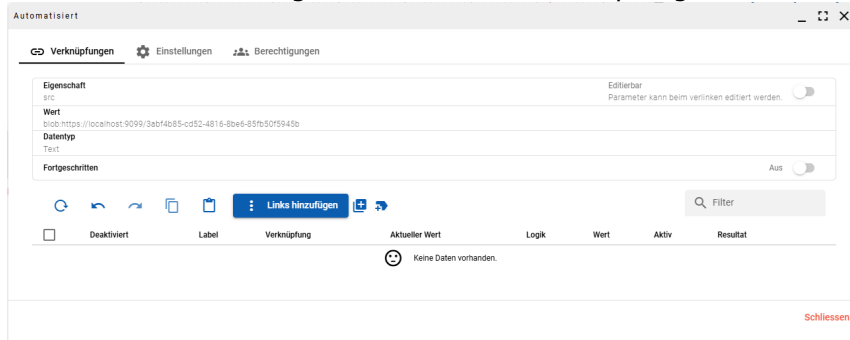 Automatisiert
Verknüpfungen Einstellungen Berechtigungen
Eigenschaft Editierbar
src Parameter kann beim verlinken editiert werden.
Wert
blob:https://localhost:9099/3abf4b85-cd52-4816-8be6-85fb50f5945b
Datentyp
Text
Fortgeschritten Aus
Links hinzufügen Filter
Deaktiviert Label Verknüpfung Aktueller Wert Logik Wert Aktiv Resultat
Keine Daten vorhanden.
Schliessen